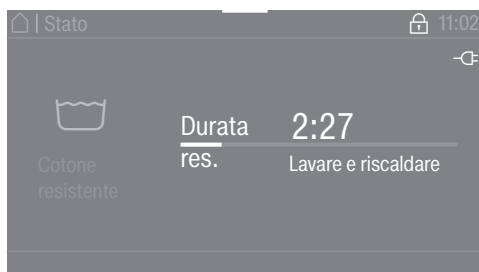 | Stato 11:02
Durata 2:27
res. Lavare e riscaldare
Cotone
resistente